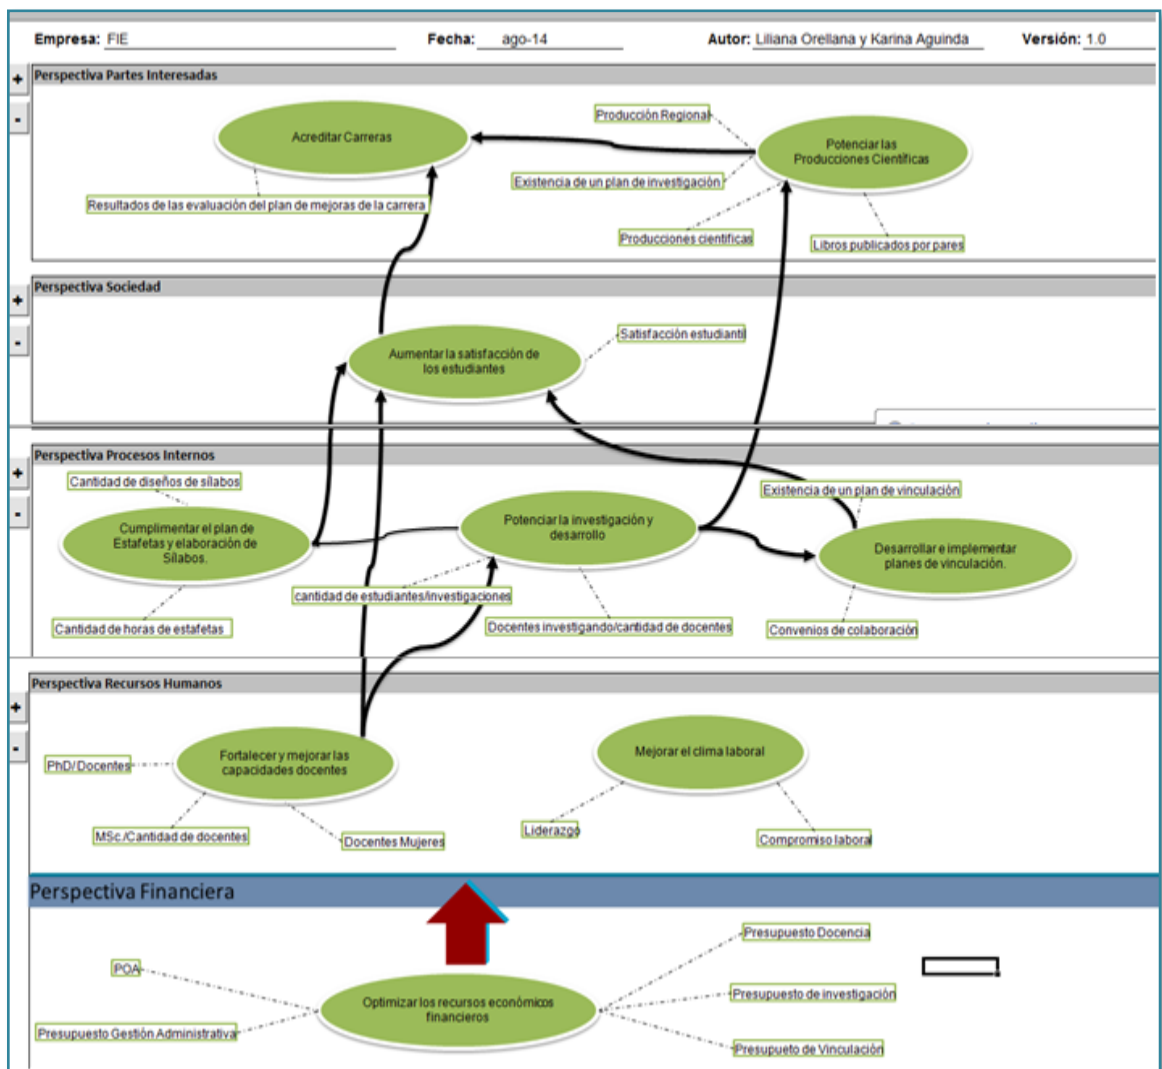 Empresa: FIE Fecha: ago-14 Autor: Liliana Orellana y Karina Aguinda Versión: 1.0
+
-
Perspectiva Partes Interesadas
Acreditar Carreras
Resultados de las evaluación del plan de mejoras de la carrera
Producción Regional
Potenciar las
Producciones Científicas
Existencia de un plan de investigación
Producciones cientificas
Libros publicados por pares
+
-
Perspectiva Sociedad
Aumentar la satisfacción de
los estudiantes
Satisfacción estudiantil
+
-
Perspectiva Procesos Internos
Cantidad de diseños de sílabos
Cumplimentar el plan de
Estafetas y elaboración de
Sílabos.
Cantidad de horas de estafetas
Potenciar la investigación y
desarrollo
cantidad de estudiantes/investigaciones
Docentes investigando/cantidad de docentes
Existencia de un plan de vinculación
Desarrollar e implementar
planes de vinculación.
Convenios de colaboración
+
-
Perspectiva Recursos Humanos
Fortalecer y mejorar las
capacidades docentes
PhD/Docentes
MSc./Cantidad de docentes
Docentes Mujeres
Mejorar el clima laboral
Liderazgo
Compromiso laboral
Perspectiva Financiera
POA
Presupuesto Gestión Administrativa
Optimizar los recursos económicos
financieros
Presupuesto Docencia
Presupuesto de investigación
Presupueto de Vinculación